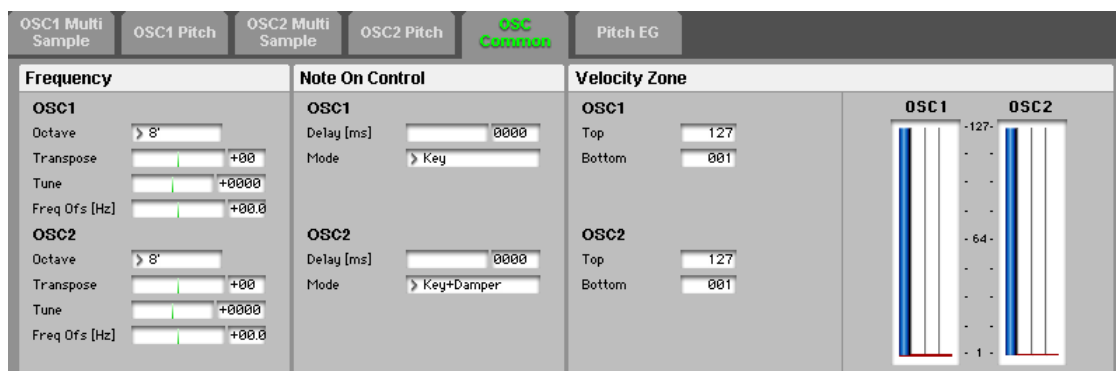 OSC1 Multi Sample
OSC1 Pitch
OSC2 Multi Sample
OSC2 Pitch
OSC Common
Pitch EG
Frequency
OSC1
Octave 8'
Transpose +00
Tune +0000
Freq Ofs [Hz] +00.0
OSC2
Octave 8'
Transpose +00
Tune +0000
Freq Ofs [Hz] +00.0
Note On Control
OSC1
Delay [ms] 0000
Mode Key
OSC2
Delay [ms] 0000
Mode Key+Damper
Velocity Zone
OSC1
Top 127
Bottom 001
OSC2
Top 127
Bottom 001
OSC1 OSC2
-127-
- 64 -
- 1 -